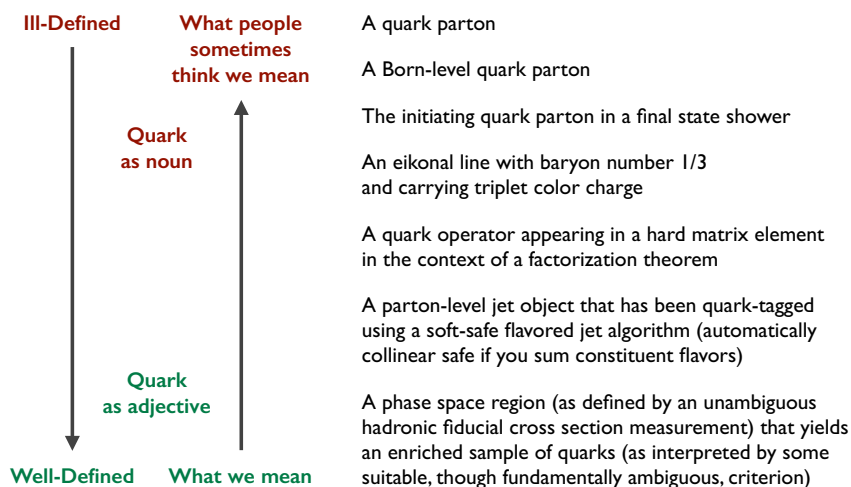 Ill-Defined
What people
sometimes
think we mean
Quark
as noun
Quark
as adjective
Well-Defined
What we mean
A quark parton
A Born-level quark parton
The initiating quark parton in a final state shower
An eikonal line with baryon number 1/3
and carrying triplet color charge
A quark operator appearing in a hard matrix element
in the context of a factorization theorem
A parton-level jet object that has been quark-tagged
using a soft-safe flavored jet algorithm (automatically
collinear safe if you sum constituent flavors)
A phase space region (as defined by an unambiguous
hadronic fiducial cross section measurement) that yields
an enriched sample of quarks (as interpreted by some
suitable, though fundamentally ambiguous, criterion)